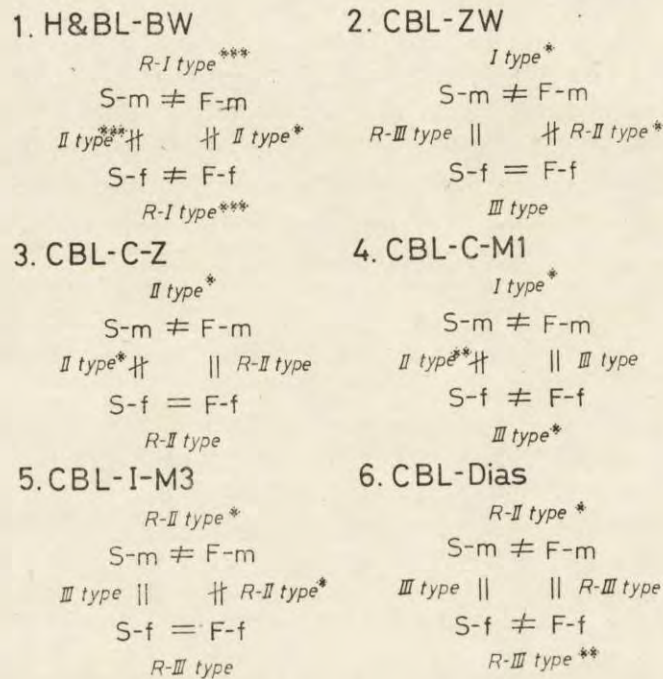 1. H&BL-BW
R-I type***
S-m ≠ F-m
II type*** ≠ ≠ II type*
S-f ≠ F-f
R-I type***
2. CBL-ZW
I type*
S-m ≠ F-m
R-III type || ≠ R-II type*
S-f = F-f
III type
3. CBL-C-Z
II type*
S-m ≠ F-m
II type* ≠ || R-II type
S-f = F-f
R-II type
4. CBL-C-M1
I type*
S-m ≠ F-m
II type** ≠ || III type
S-f ≠ F-f
III type*
5. CBL-I-M3
R-II type*
S-m ≠ F-m
III type || ≠ R-II type*
S-f = F-f
R-III type
6. CBL-Dias
R-II type*
S-m ≠ F-m
III type || || R-III type
S-f ≠ F-f
R-III type**